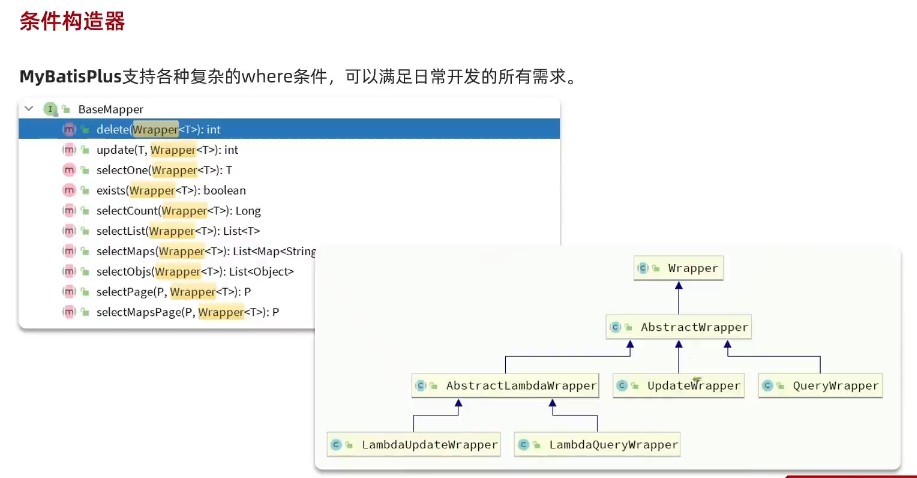 条件构造器
MyBatisPlus支持各种复杂的where条件，可以满足日常开发的所有需求。
BaseMapper
delete(Wrapper<T>): int
update(T, Wrapper<T>): int
selectOne(Wrapper<T>): T
exists(Wrapper<T>): boolean
selectCount(Wrapper<T>): Long
selectList(Wrapper<T>): List<T>
selectMaps(Wrapper<T>): List<Map<String
selectObjs(Wrapper<T>): List<Object>
selectPage(P, Wrapper<T>): P
selectMapsPage(P, Wrapper<T>): P
Wrapper
AbstractWrapper
AbstractLambdaWrapper
UpdateWrapper
QueryWrapper
LambdaUpdateWrapper
LambdaQueryWrapper